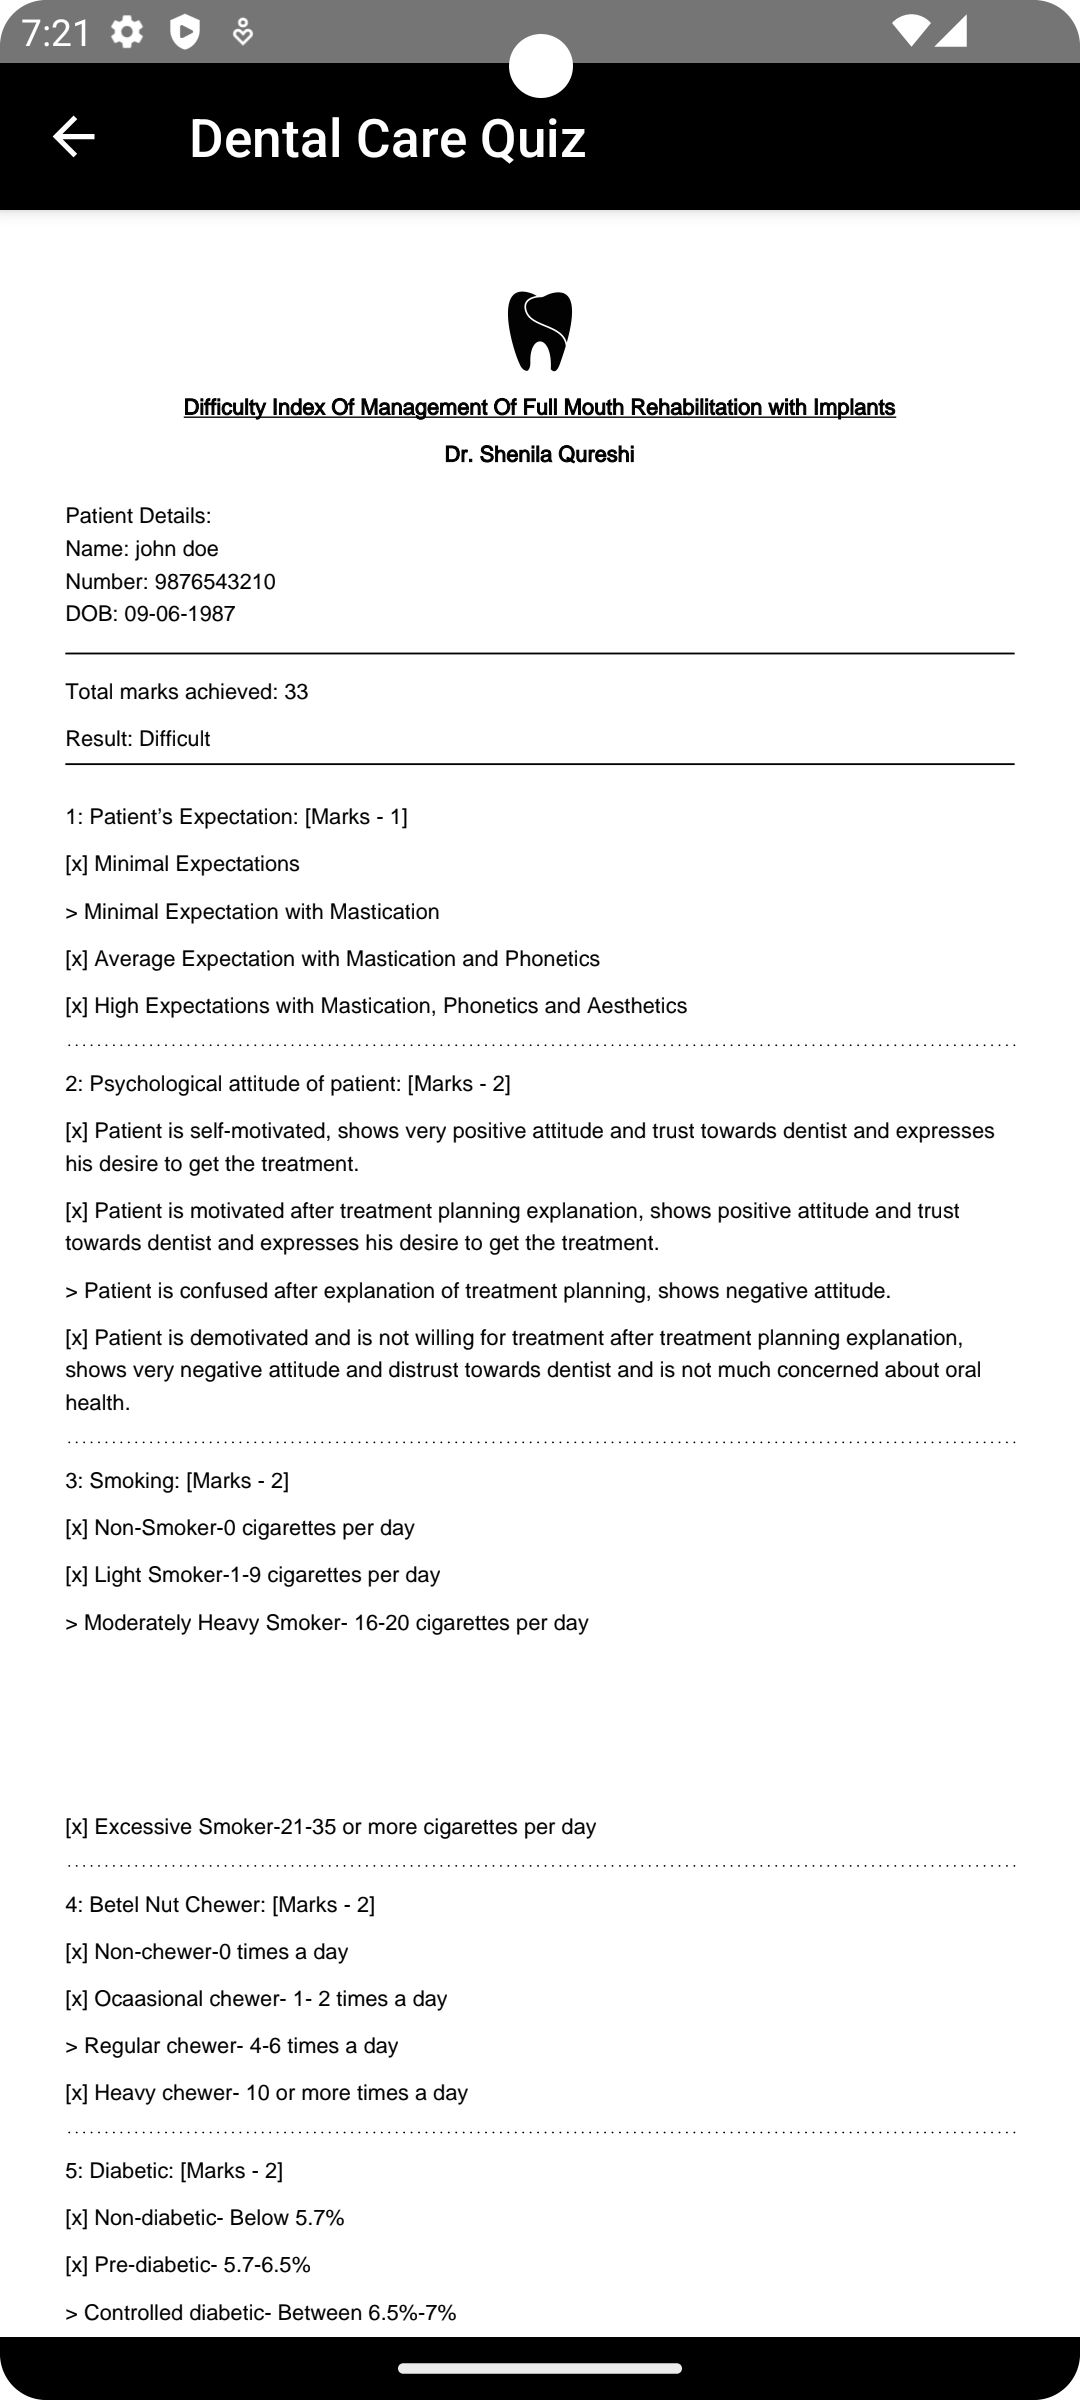 7:21
Dental Care Quiz
Difficulty Index Of Management Of Full Mouth Rehabilitation with Implants
Dr. Shenila Qureshi
Patient Details:
Name: john doe
Number: 9876543210
DOB: 09-06-1987
Total marks achieved: 33
Result: Difficult
1: Patient’s Expectation: [Marks - 1]
[x] Minimal Expectations
> Minimal Expectation with Mastication
[x] Average Expectation with Mastication and Phonetics
[x] High Expectations with Mastication, Phonetics and Aesthetics
2: Psychological attitude of patient: [Marks - 2]
[x] Patient is self-motivated, shows very positive attitude and trust towards dentist and expresses
his desire to get the treatment.
[x] Patient is motivated after treatment planning explanation, shows positive attitude and trust
towards dentist and expresses his desire to get the treatment.
> Patient is confused after explanation of treatment planning, shows negative attitude.
[x] Patient is demotivated and is not willing for treatment after treatment planning explanation,
shows very negative attitude and distrust towards dentist and is not much concerned about oral
health.
3: Smoking: [Marks - 2]
[x] Non-Smoker-0 cigarettes per day
[x] Light Smoker-1-9 cigarettes per day
> Moderately Heavy Smoker- 16-20 cigarettes per day
[x] Excessive Smoker-21-35 or more cigarettes per day
4: Betel Nut Chewer: [Marks - 2]
[x] Non-chewer-0 times a day
[x] Ocaasional chewer- 1- 2 times a day
> Regular chewer- 4-6 times a day
[x] Heavy chewer- 10 or more times a day
5: Diabetic: [Marks - 2]
[x] Non-diabetic- Below 5.7%
[x] Pre-diabetic- 5.7-6.5%
> Controlled diabetic- Between 6.5%-7%